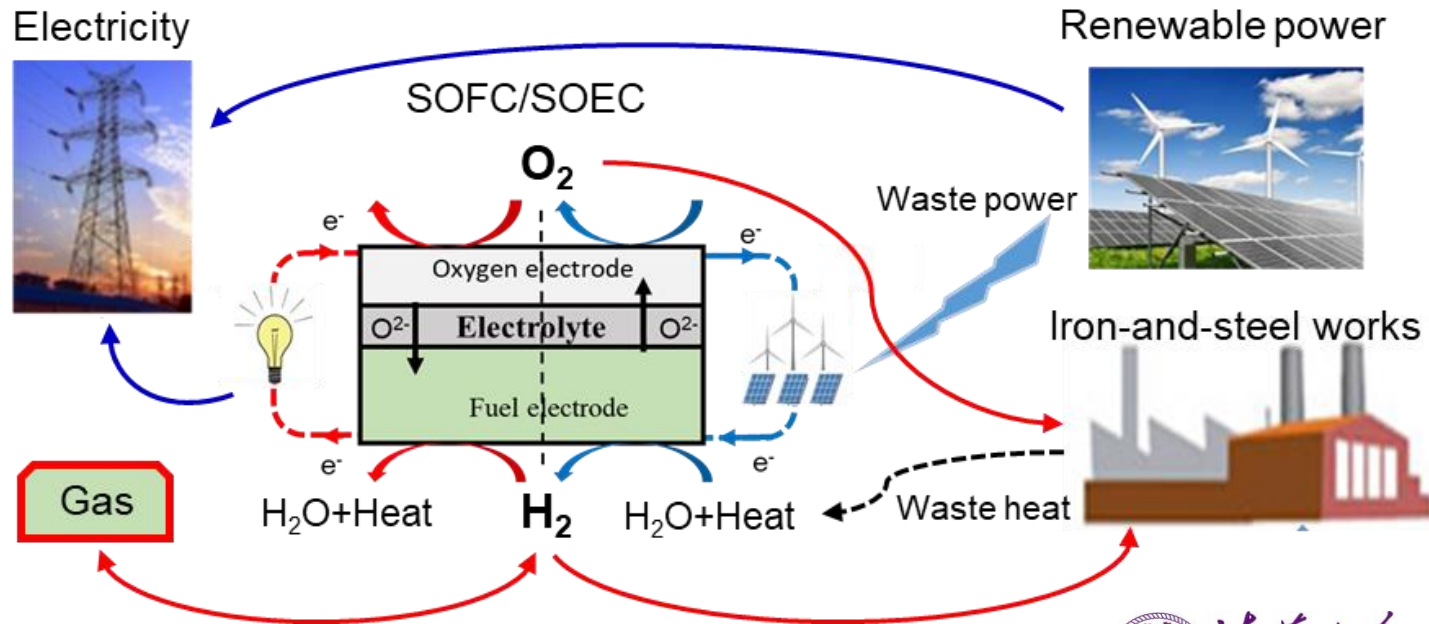 Electricity
Renewable power
SOFC/SOEC
O₂
Waste power
e⁻
e⁻
Oxygen electrode
O²⁻
Electrolyte
O²⁻
Iron-and-steel works
Fuel electrode
e⁻
e⁻
Gas
H₂O+Heat
H₂
H₂O+Heat
Waste heat